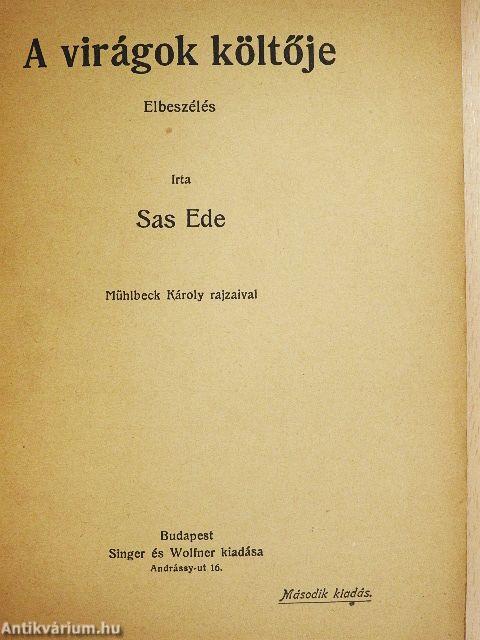 A virágok költője
Elbeszélés
Irta
Sas Ede
Mühlbeck Károly rajzaival
Budapest
Singer és Wolfner kiadása
Andrássy-ut 16.
Második kiadás.
Antikvárium.hu